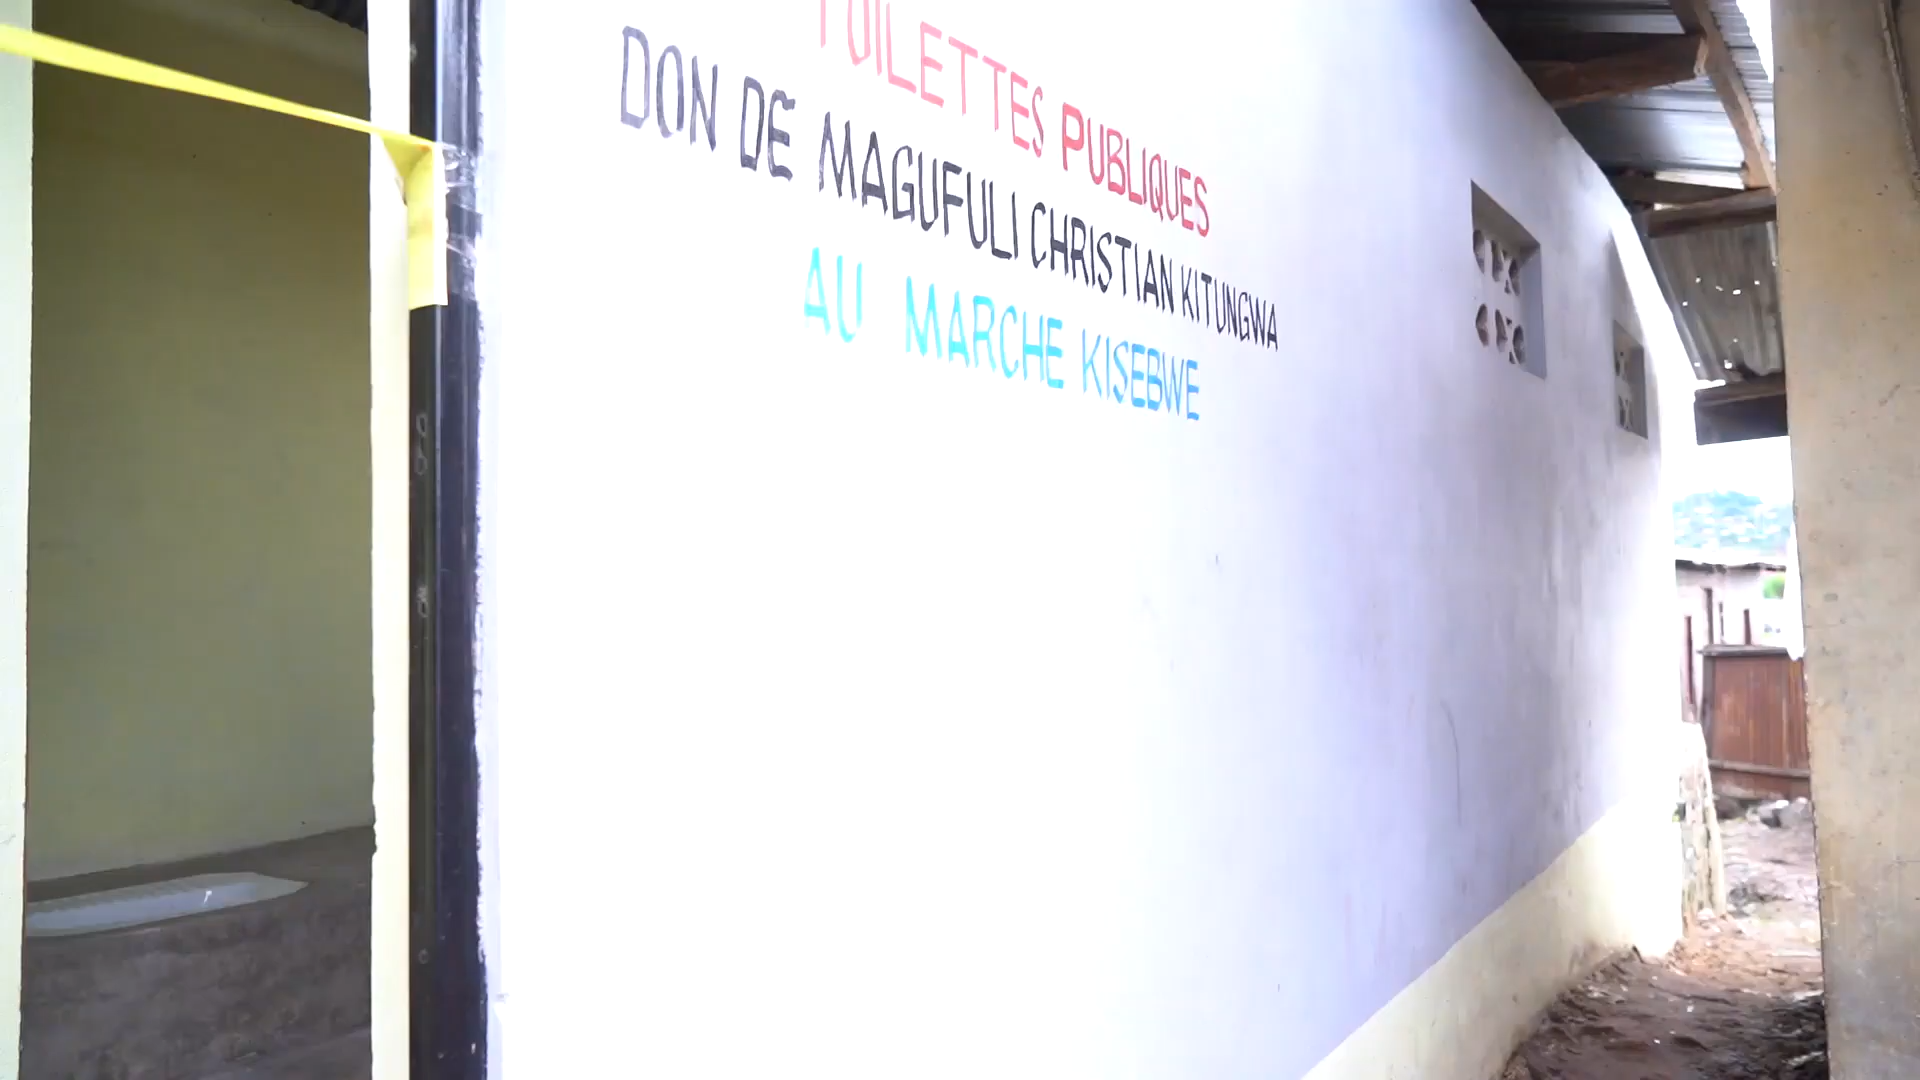 TOILETTES PUBLIQUES
DON DE MAGUFULI CHRISTIAN KITUNGWA
AU MARCHE KISEBWE